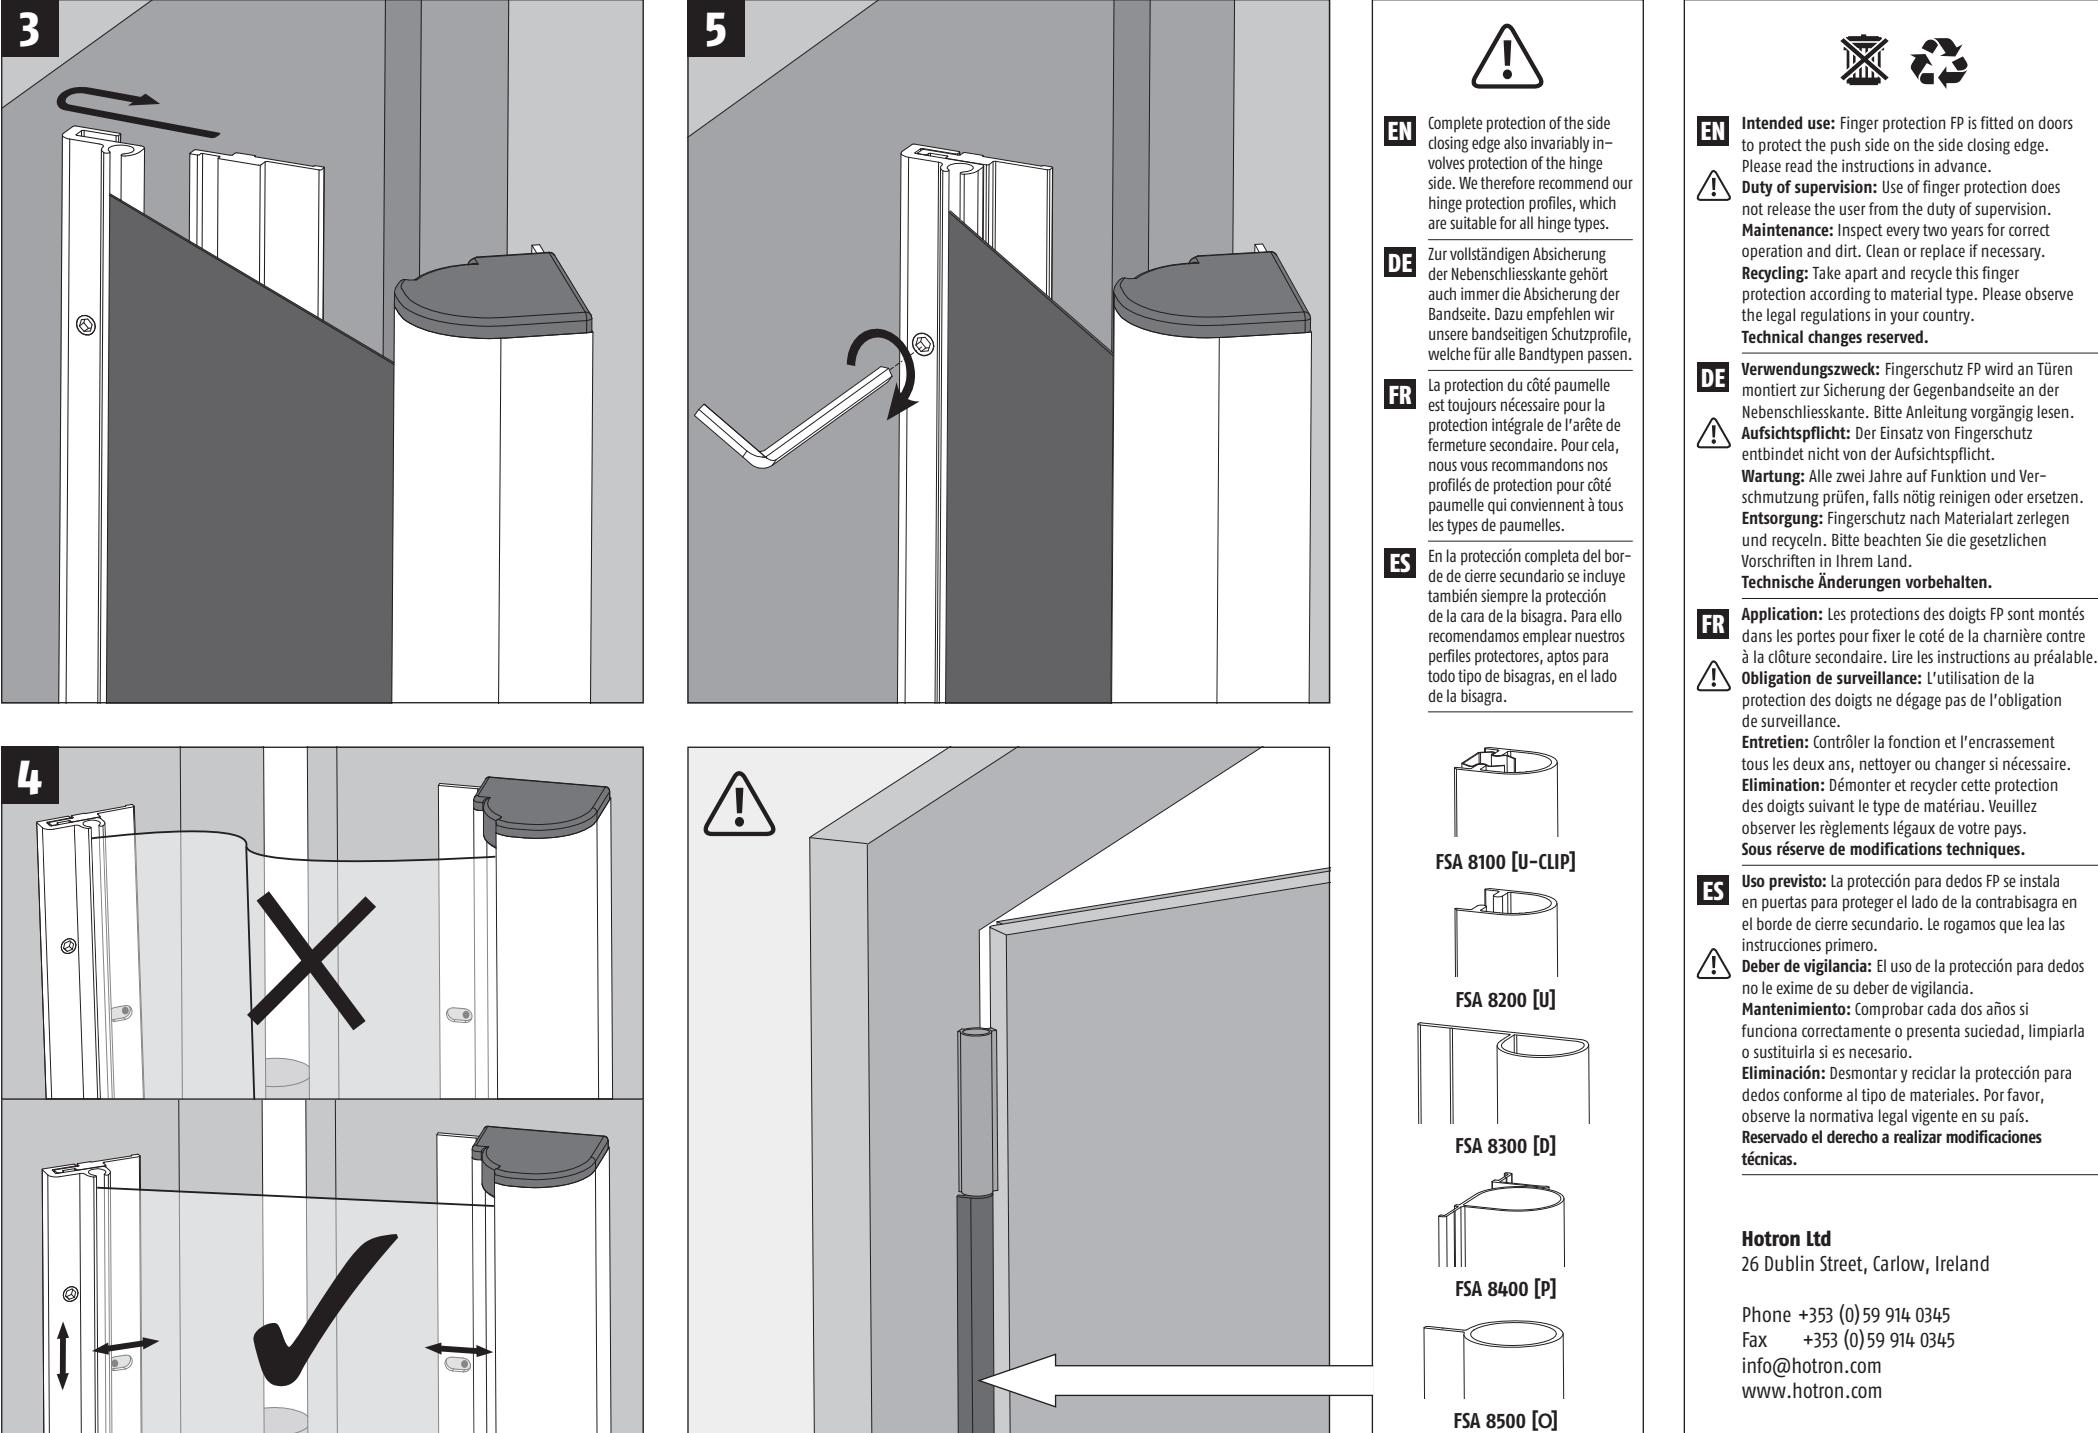 3
5
4
EN
Complete protection of the side
closing edge also invariably in-
volves protection of the hinge
side. We therefore recommend our
hinge protection profiles, which
are suitable for all hinge types.
DE
Zur vollständigen Absicherung
der Nebenschliesskante gehört
auch immer die Absicherung der
Bandseite. Dazu empfehlen wir
unsere bandseitigen Schutzprofile,
welche für alle Bandtypen passen.
FR
La protection du côté paumelle
est toujours nécessaire pour la
protection intégrale de l'arête de
fermeture secondaire. Pour cela,
nous vous recommandons nos
profilés de protection pour côté
paumelle qui conviennent à tous
les types de paumelles.
ES
En la protección completa del bor-
de de cierre secundario se incluye
también siempre la protección
de la cara de la bisagra. Para ello
recomendamos emplear nuestros
perfiles protectores, aptos para
todo tipo de bisagras, en el lado
de la bisagra.
FSA 8100 [U-CLIP]
FSA 8200 [U]
FSA 8300 [D]
FSA 8400 [P]
FSA 8500 [O]
EN
Intended use: Finger protection FP is fitted on doors
to protect the push side on the side closing edge.
Please read the instructions in advance.
Duty of supervision: Use of finger protection does
not release the user from the duty of supervision.
Maintenance: Inspect every two years for correct
operation and dirt. Clean or replace if necessary.
Recycling: Take apart and recycle this finger
protection according to material type. Please observe
the legal regulations in your country.
Technical changes reserved.
DE
Verwendungszweck: Fingerschutz FP wird an Türen
montiert zur Sicherung der Gegenbandseite an der
Nebenschliesskante. Bitte Anleitung vorgängig lesen.
Aufsichtspflicht: Der Einsatz von Fingerschutz
entbindet nicht von der Aufsichtspflicht.
Wartung: Alle zwei Jahre auf Funktion und Ver-
schmutzung prüfen, falls nötig reinigen oder ersetzen.
Entsorgung: Fingerschutz nach Materialart zerlegen
und recyceln. Bitte beachten Sie die gesetzlichen
Vorschriften in Ihrem Land.
Technische Änderungen vorbehalten.
FR
Application: Les protections des doigts FP sont montés
dans les portes pour fixer le coté de la charnière contre
à la clôture secondaire. Lire les instructions au préalable.
Obligation de surveillance: L'utilisation de la
protection des doigts ne dégage pas de l'obligation
de surveillance.
Entretien: Contrôler la fonction et l'encrassement
tous les deux ans, nettoyer ou changer si nécessaire.
Elimination: Démonter et recycler cette protection
des doigts suivant le type de matériau. Veuillez
observer les règlements légaux de votre pays.
Sous réserve de modifications techniques.
ES
Uso previsto: La protección para dedos FP se instala
en puertas para proteger el lado de la contrabisagra en
el borde de cierre secundario. Le rogamos que lea las
instrucciones primero.
Deber de vigilancia: El uso de la protección para dedos
no le exime de su deber de vigilancia.
Mantenimiento: Comprobar cada dos años si
funciona correctamente o presenta suciedad, limpiarla
o sustituirla si es necesario.
Eliminación: Desmontar y reciclar la protección para
dedos conforme al tipo de materiales. Por favor,
observe la normativa legal vigente en su país.
Reservado el derecho a realizar modificaciones
técnicas.
Hotron Ltd
26 Dublin Street, Carlow, Ireland
Phone +353 (0) 59 914 0345
Fax +353 (0) 59 914 0345
info@hotron.com
www.hotron.com